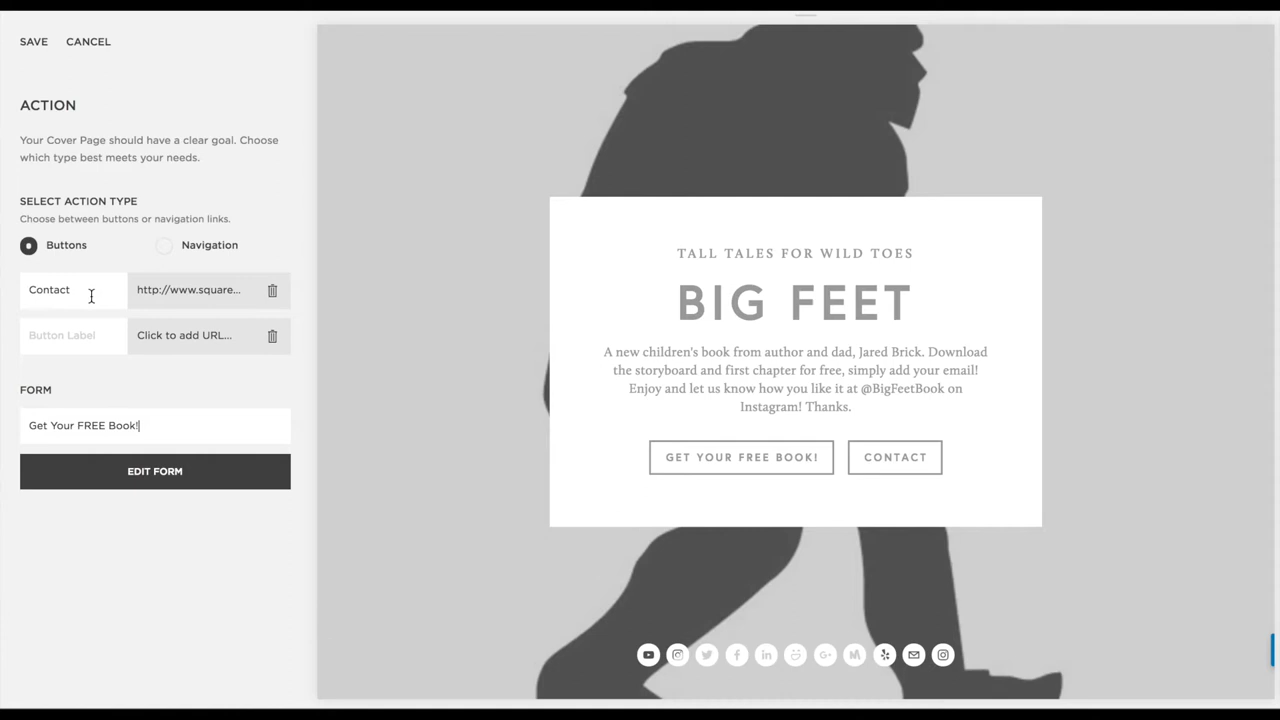 SAVE CANCEL
ACTION
Your Cover Page should have a clear goal. Choose
which type best meets your needs.
SELECT ACTION TYPE
Choose between buttons or navigation links.
Buttons Navigation
Contact http://www.square...
Button Label Click to add URL...
FORM
Get Your FREE Book!
EDIT FORM
TALL TALES FOR WILD TOES
BIG FEET
A new children's book from author and dad, Jared Brick. Download
the storyboard and first chapter for free, simply add your email!
Enjoy and let us know how you like it at @BigFeetBook on
Instagram! Thanks.
GET YOUR FREE BOOK! CONTACT